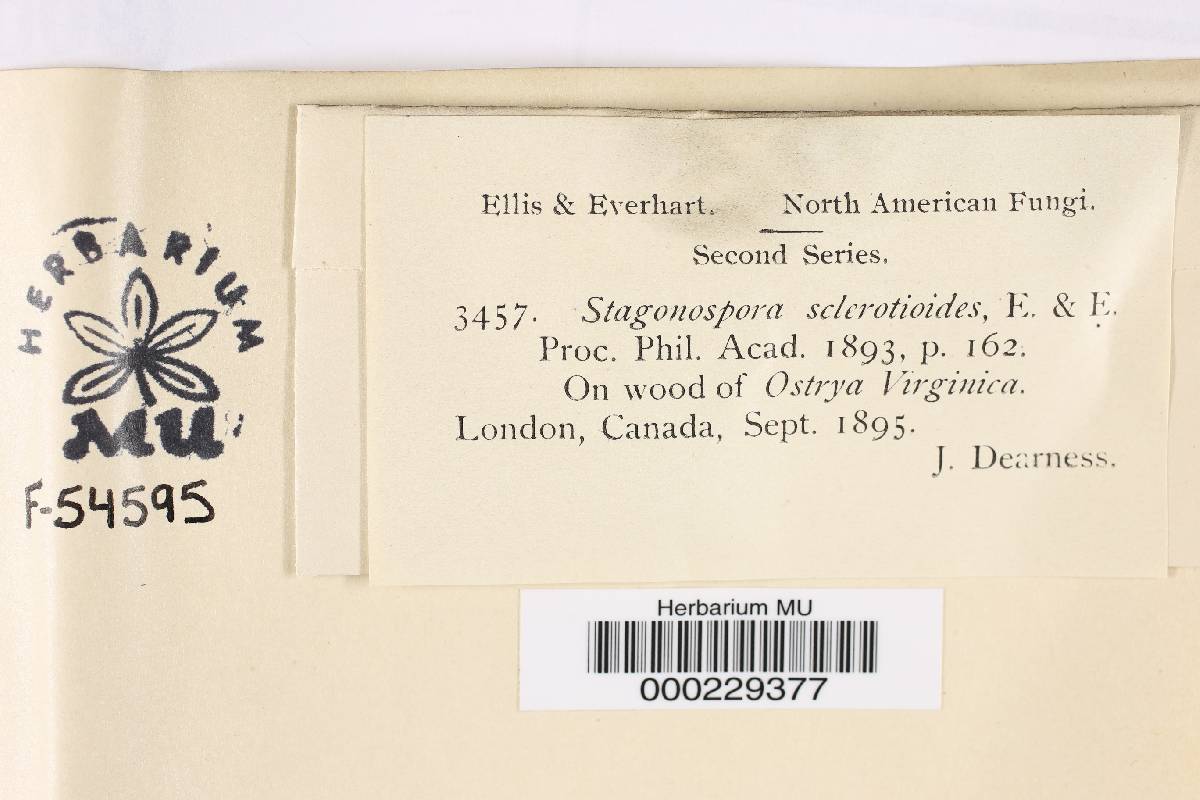 HERBARIUM
MU
F-54595
Ellis & Everhart. North American Fungi.
Second Series.
3457. Stagonospora sclerotioides, E. & E.
Proc. Phil. Acad. 1893, p. 162.
On wood of Ostrya Virginica.
London, Canada, Sept. 1895.
J. Dearness.
Herbarium MU
000229377